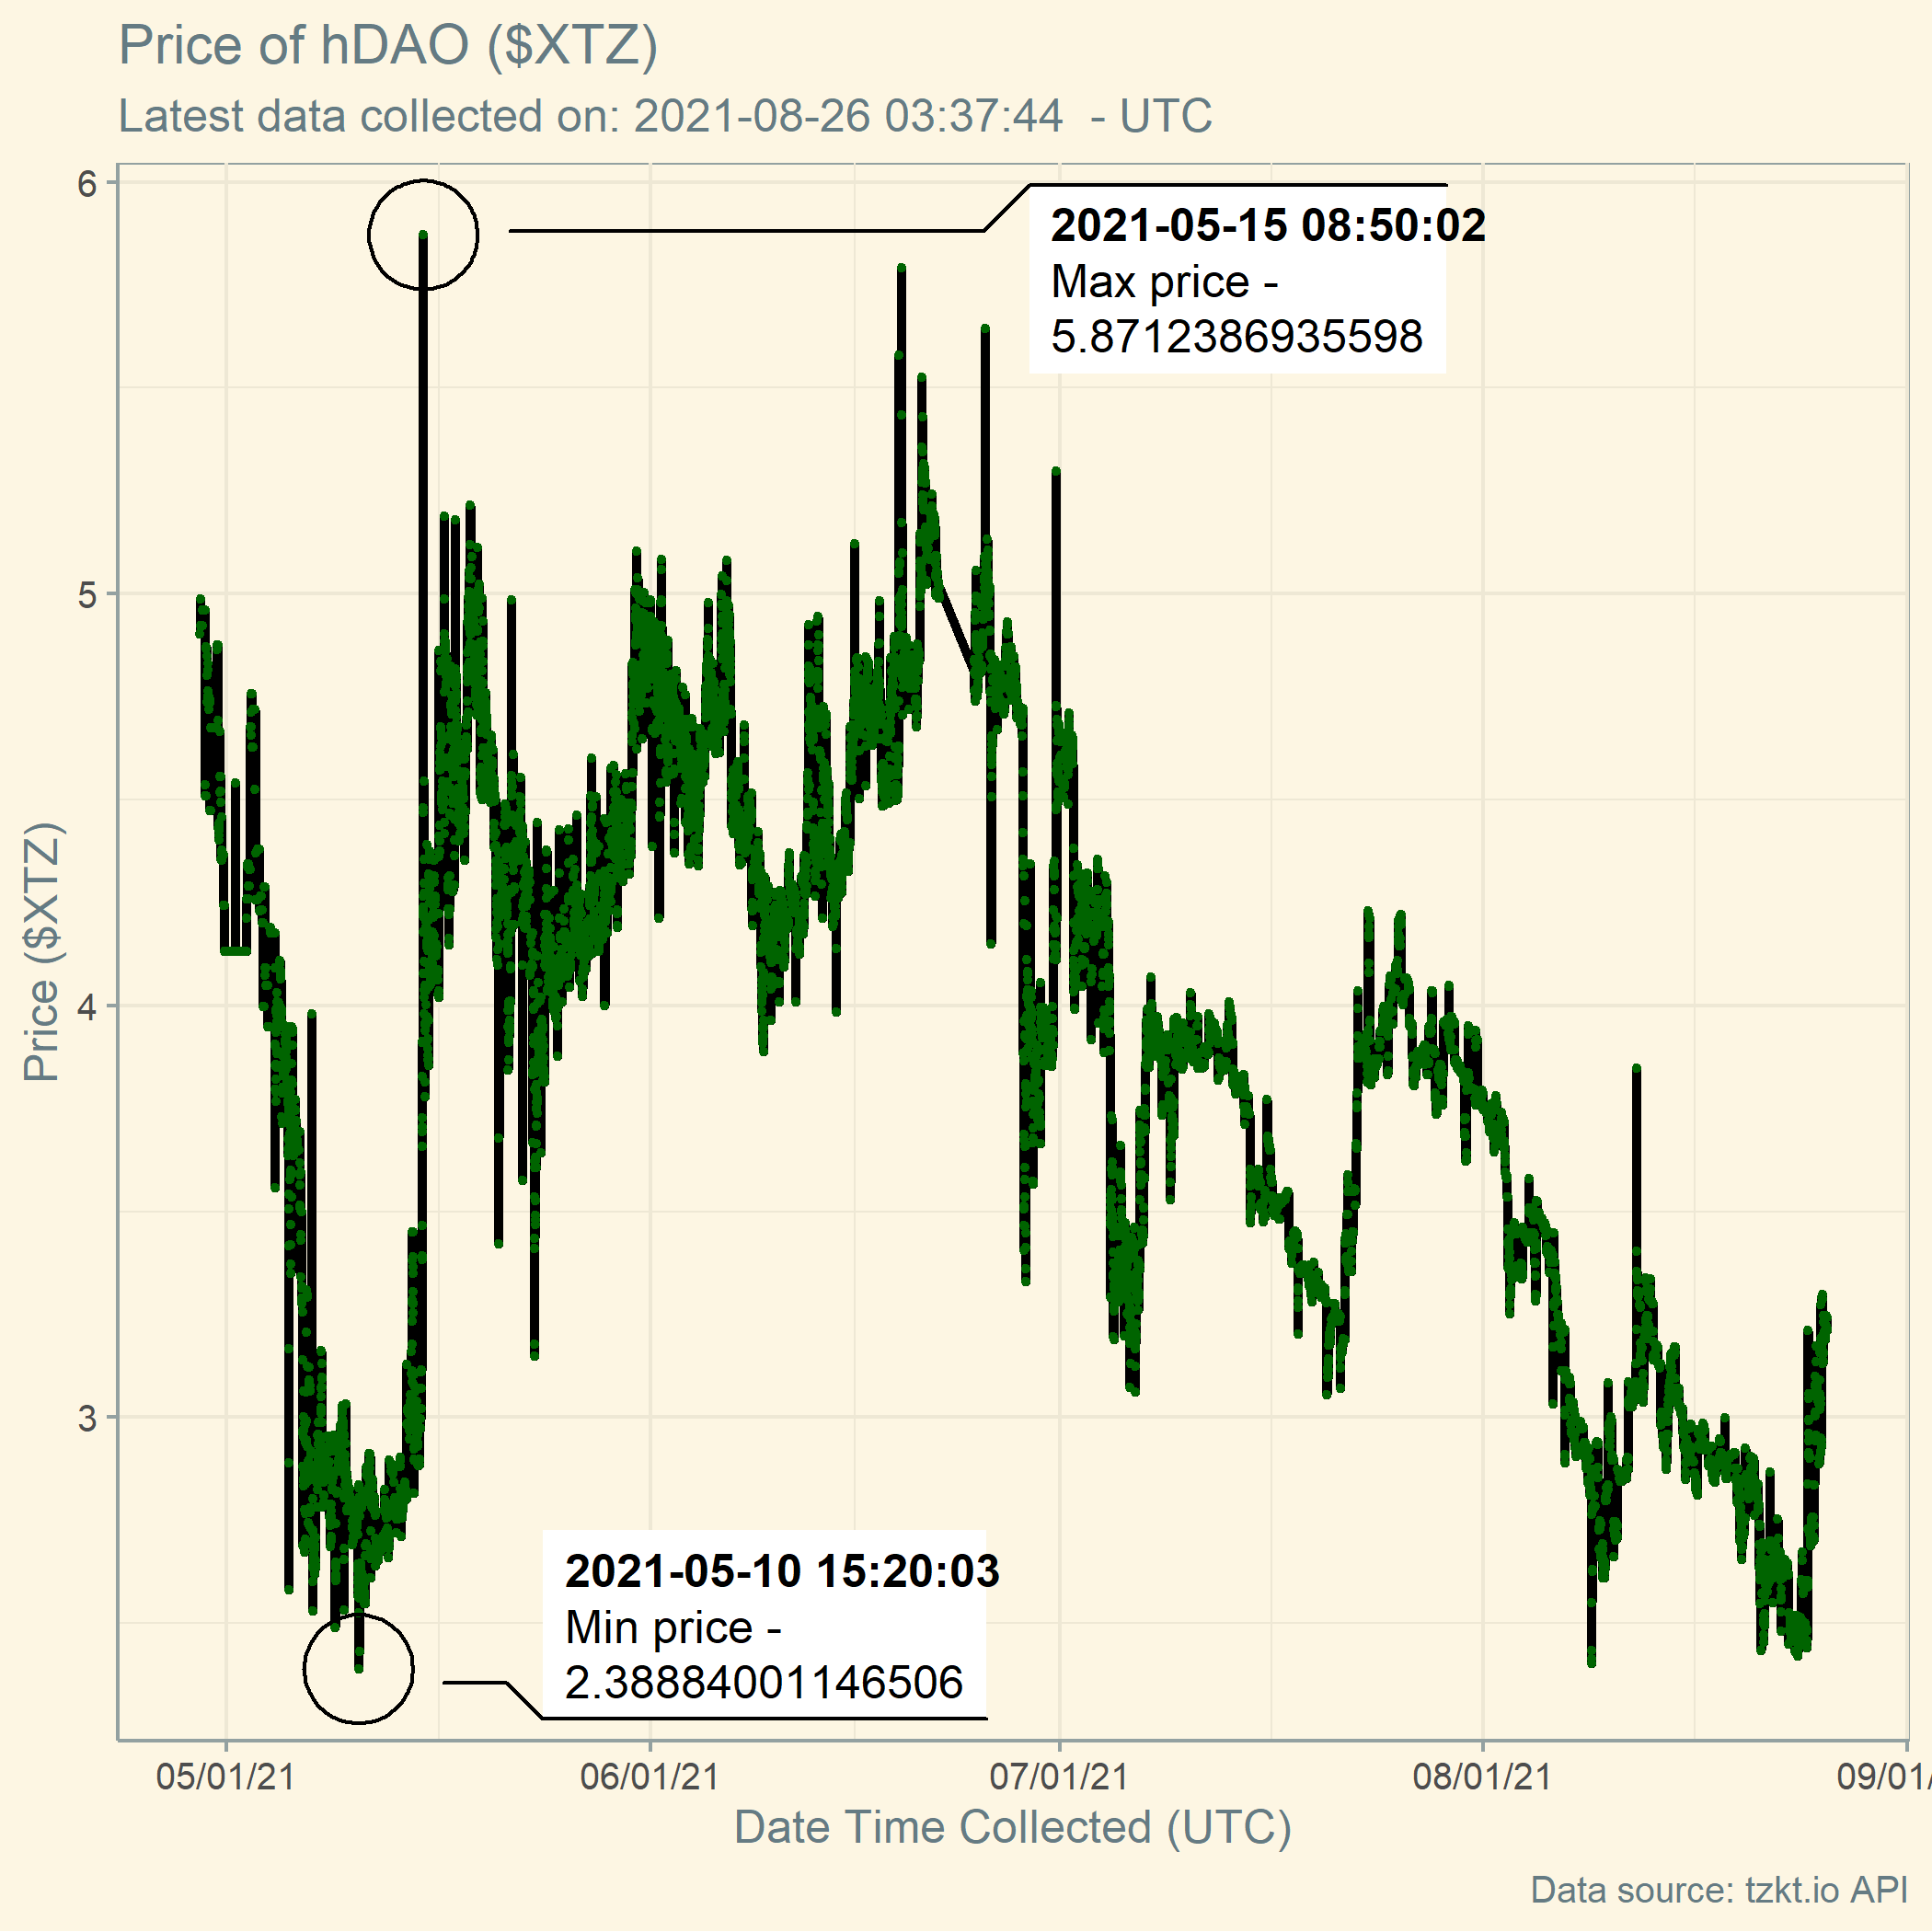 Price of hDAO ($XTZ)
Latest data collected on: 2021-08-26 03:37:44  - UTC
6
5
4
3
Price ($XTZ)
2021-05-15 08:50:02
Max price -
5.8712386935598
2021-05-10 15:20:03
Min price -
2.38884001146506
05/01/21
06/01/21
07/01/21
08/01/21
09/01/
Date Time Collected (UTC)
Data source: tzkt.io API